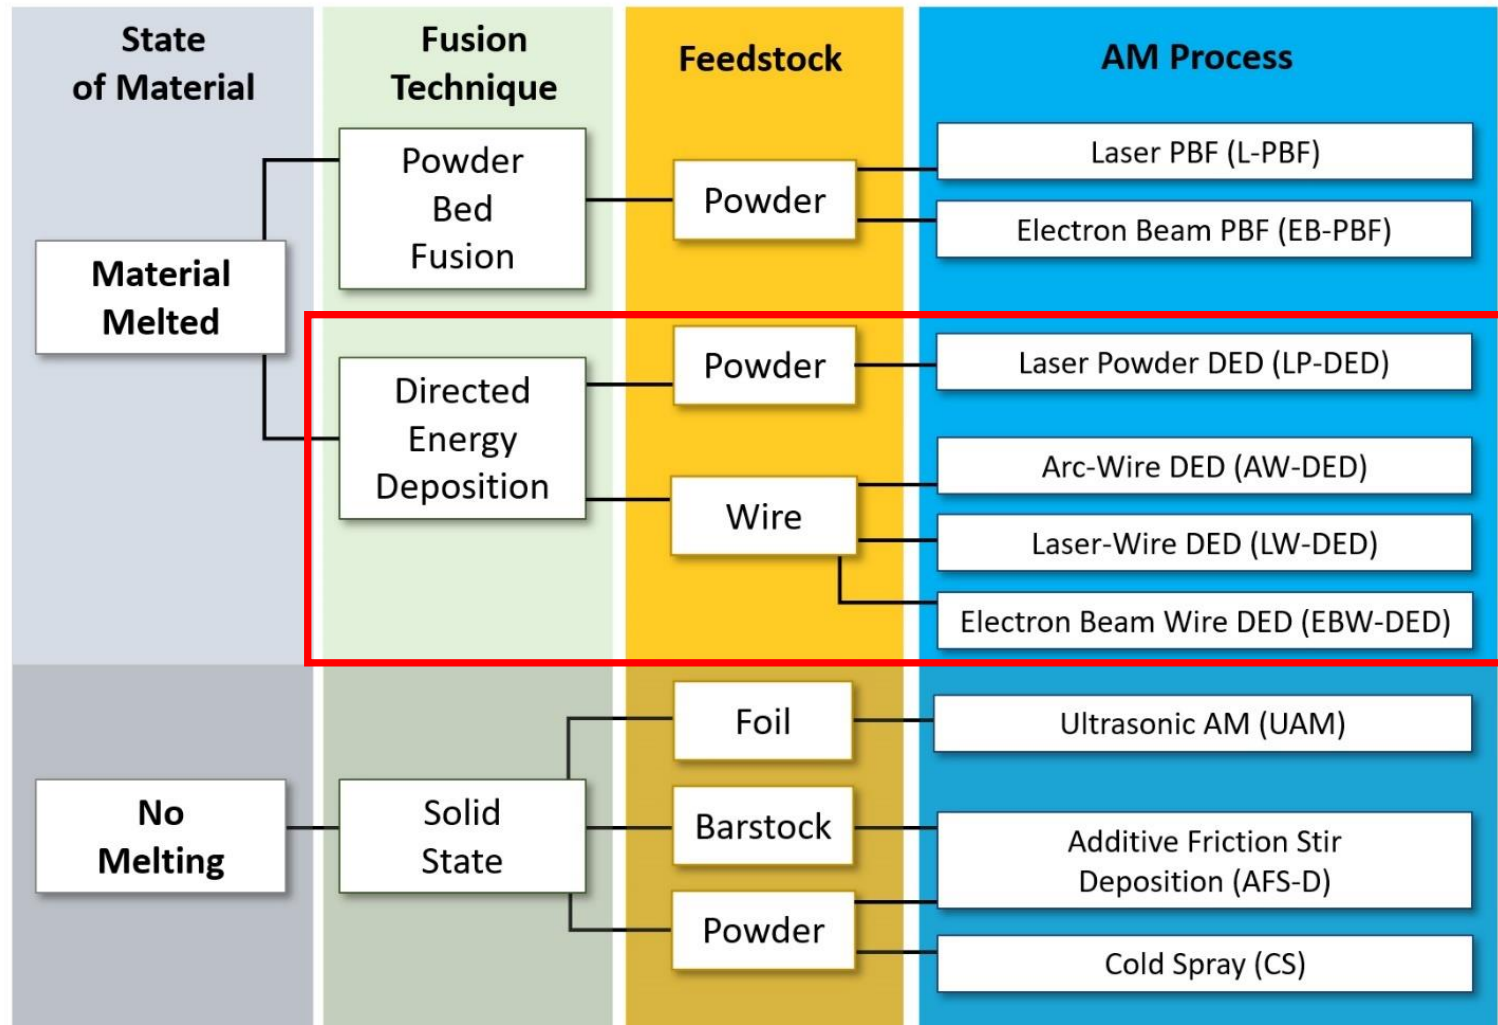 State
of Material
Fusion
Technique
Feedstock
AM Process
Material
Melted
Powder
Bed
Fusion
Powder
Laser PBF (L-PBF)
Electron Beam PBF (EB-PBF)
Directed
Energy
Deposition
Powder
Laser Powder DED (LP-DED)
Wire
Arc-Wire DED (AW-DED)
Laser-Wire DED (LW-DED)
Electron Beam Wire DED (EBW-DED)
No
Melting
Solid
State
Foil
Ultrasonic AM (UAM)
Barstock
Additive Friction Stir
Deposition (AFS-D)
Powder
Cold Spray (CS)